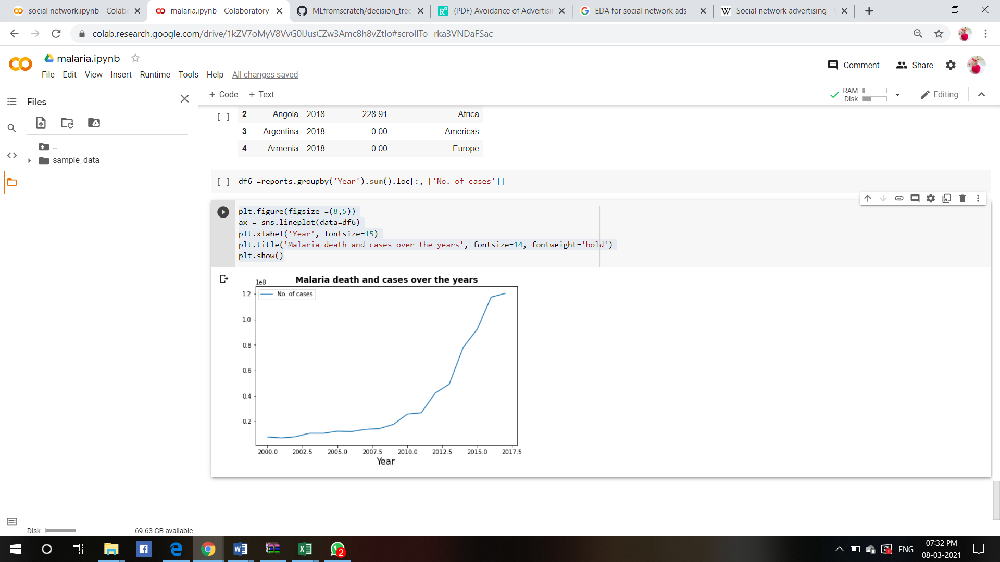 social network.ipynb - Colab
malaria.ipynb - Colaboratory
MLfromscratch/decision_tree
(PDF) Avoidance of Advertisi
EDA for social network ads -
Social network advertising -
colab.research.google.com/drive/1kZV7oMyV8VvG0IJusCZw3Amc8h8vZtIo#scrollTo=rka3VNDaFSac
malaria.ipynb
Comment
Share
File Edit View Insert Runtime Tools Help All changes saved
Files
+ Code + Text
RAM
Disk
Editing
..
sample_data
[ ] 2 Angola 2018 228.91 Africa
3 Argentina 2018 0.00 Americas
4 Armenia 2018 0.00 Europe
[ ] df6 =reports.groupby('Year').sum().loc[:, ['No. of cases']]
plt.figure(figsize =(8,5))
ax = sns.lineplot(data=df6)
plt.xlabel('Year', fontsize=15)
plt.title('Malaria death and cases over the years', fontsize=14, fontweight='bold')
plt.show()
Malaria death and cases over the years
1e8
No. of cases
1.2
1.0
0.8
0.6
0.4
0.2
2000.0 2002.5 2005.0 2007.5 2010.0 2012.5 2015.0 2017.5
Year
Disk 69.63 GB available
2
ENG
07:32 PM
08-03-2021